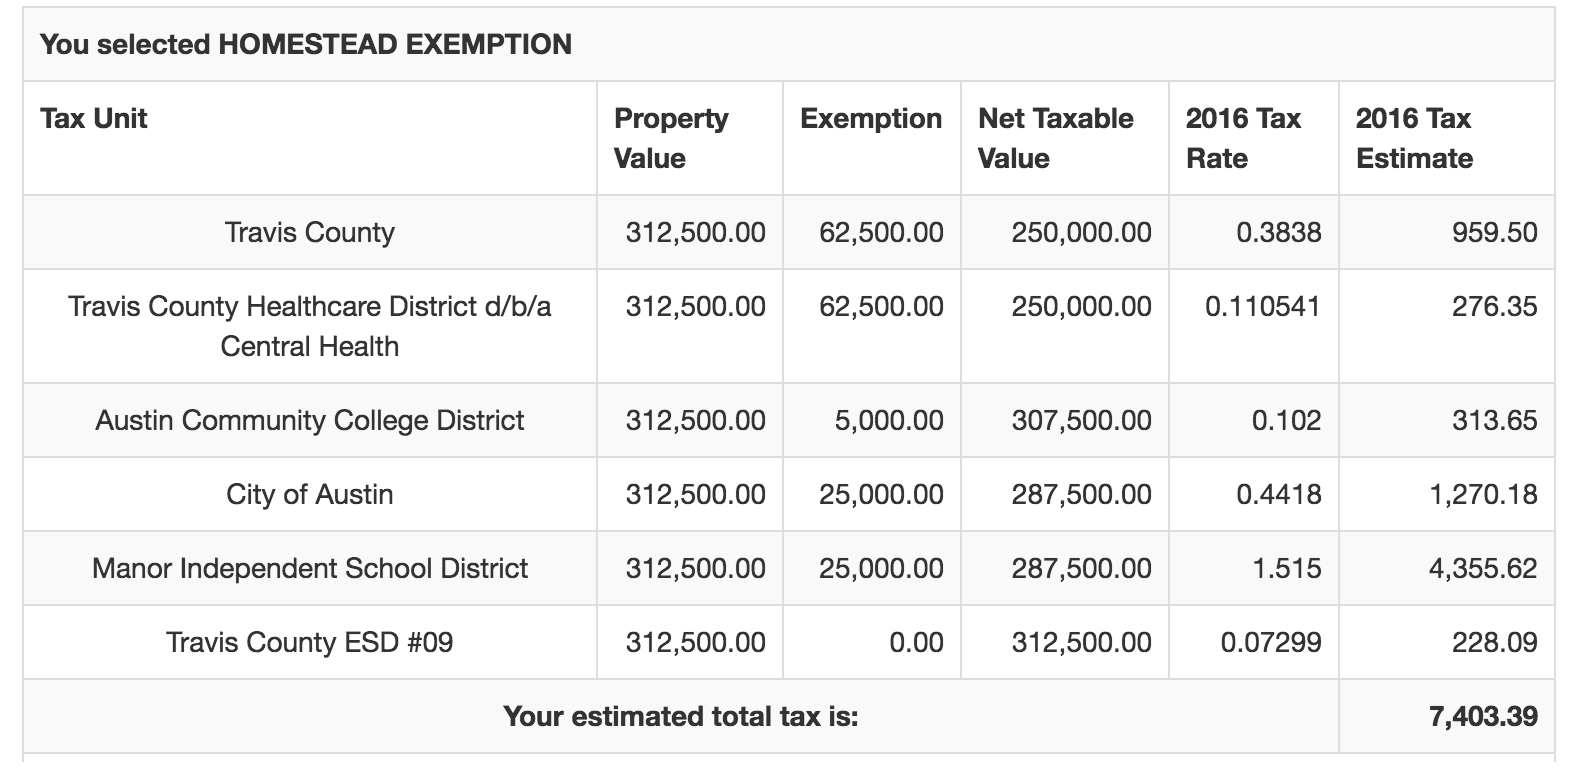 You selected HOMESTEAD EXEMPTION
Tax Unit Property Value Exemption Net Taxable Value 2016 Tax Rate 2016 Tax Estimate
Travis County 312,500.00 62,500.00 250,000.00 0.3838 959.50
Travis County Healthcare District d/b/a Central Health 312,500.00 62,500.00 250,000.00 0.110541 276.35
Austin Community College District 312,500.00 5,000.00 307,500.00 0.102 313.65
City of Austin 312,500.00 25,000.00 287,500.00 0.4418 1,270.18
Manor Independent School District 312,500.00 25,000.00 287,500.00 1.515 4,355.62
Travis County ESD #09 312,500.00 0.00 312,500.00 0.07299 228.09
Your estimated total tax is: 7,403.39